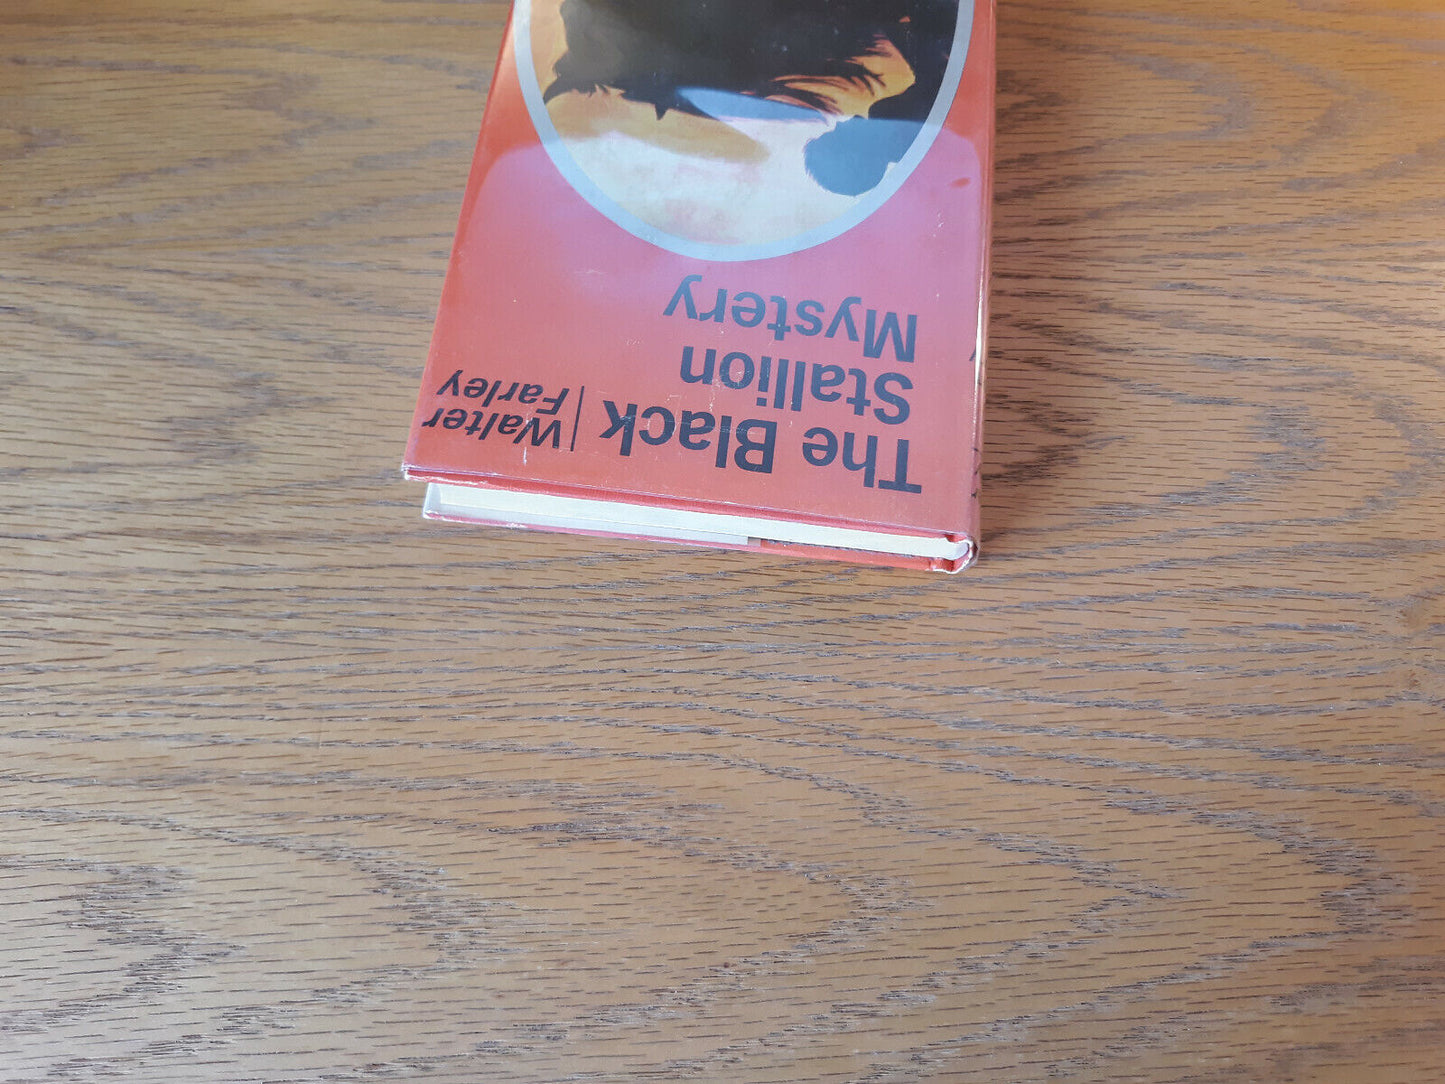 The Black
Stallion
Mystery
Walter
Farley